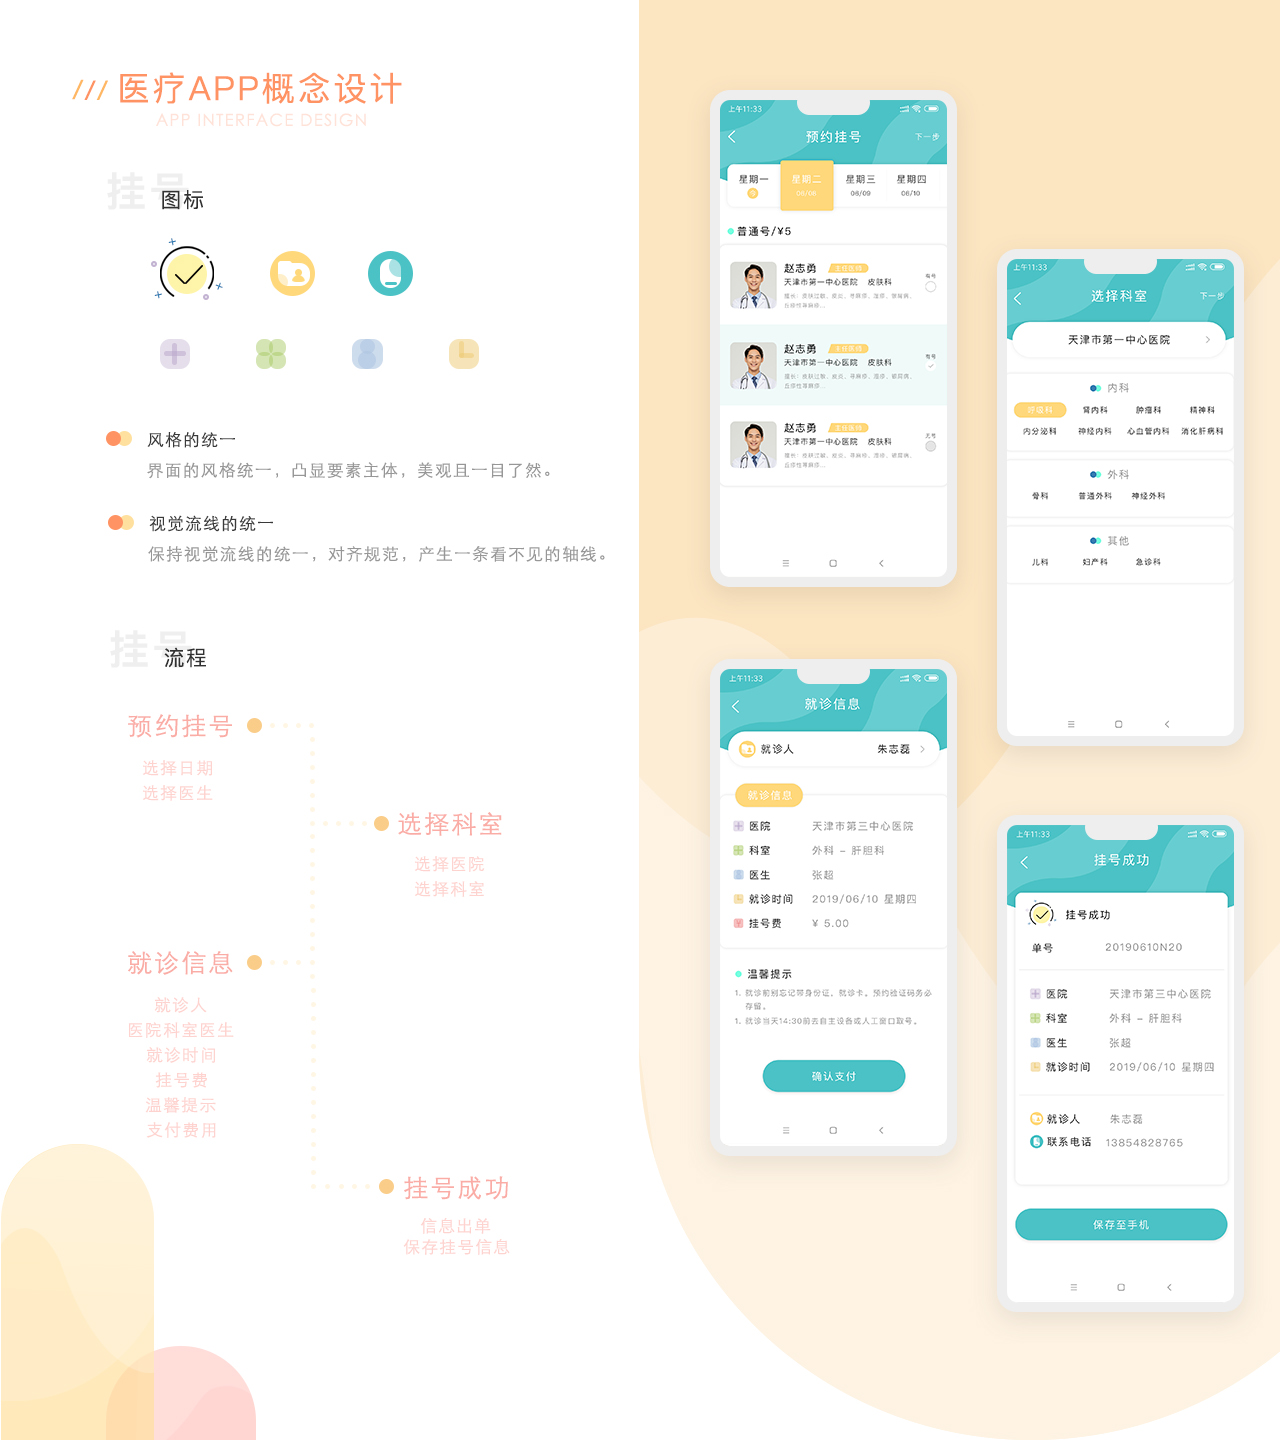 医疗APP概念设计
APP INTERFACE DESIGN
挂号
图标
风格的统一
界面的风格统一，凸显要素主体，美观且一目了然。
视觉流线的统一
保持视觉流线的统一，对齐规范，产生一条看不见的轴线。
挂号
流程
预约挂号
选择日期
选择医生
选择科室
选择医院
选择科室
就诊信息
就诊人
医院科室医生
就诊时间
挂号费
温馨提示
支付费用
挂号成功
信息出单
保存挂号信息
上午11:33
预约挂号
下一步
星期一 星期二 星期三 星期四
06/08 06/09 06/10
普通号/¥5
赵志勇 主任医师
天津市第一中心医院 皮肤科
有号
赵志勇 主任医师
天津市第一中心医院 皮肤科
有号
赵志勇 主任医师
天津市第一中心医院 皮肤科
无号
上午11:33
选择科室
下一步
天津市第一中心医院
内科
呼吸科 肾内科 肿瘤科 精神科
内分泌科 神经内科 心血管内科 消化肝病科
外科
骨科 普通外科 神经外科
其他
儿科 妇产科 急诊科
上午11:33
就诊信息
就诊人 朱志磊
就诊信息
医院 天津市第三中心医院
科室 外科 – 肝胆科
医生 张超
就诊时间 2019/06/10 星期四
挂号费 ¥ 5.00
温馨提示
1. 就诊前别忘记带身份证、就诊卡。预约验证码务必
存留。
1. 就诊当天14:30前去自主设备或人工窗口取号。
确认支付
上午11:33
挂号成功
挂号成功
单号 20190610N20
医院 天津市第三中心医院
科室 外科 – 肝胆科
医生 张超
就诊时间 2019/06/10 星期四
就诊人 朱志磊
联系电话 13854828765
保存至手机